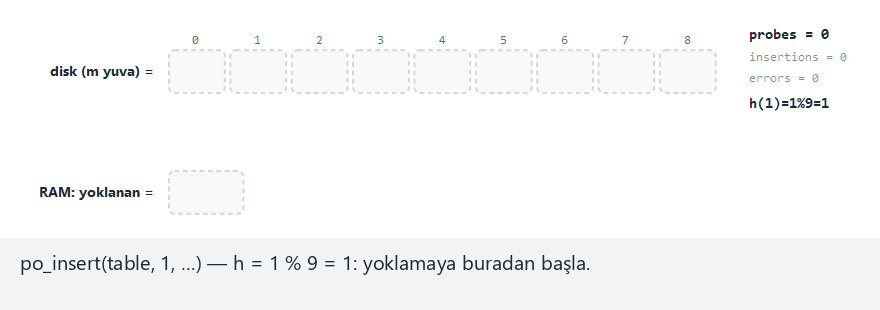 0 1 2 3 4 5 6 7 8
disk (m yuva) =
probes = 0
insertions = 0
errors = 0
h(1)=1%9=1
RAM: yoklanan =
po_insert(table, 1, …) — h = 1 % 9 = 1: yoklamaya buradan başla.